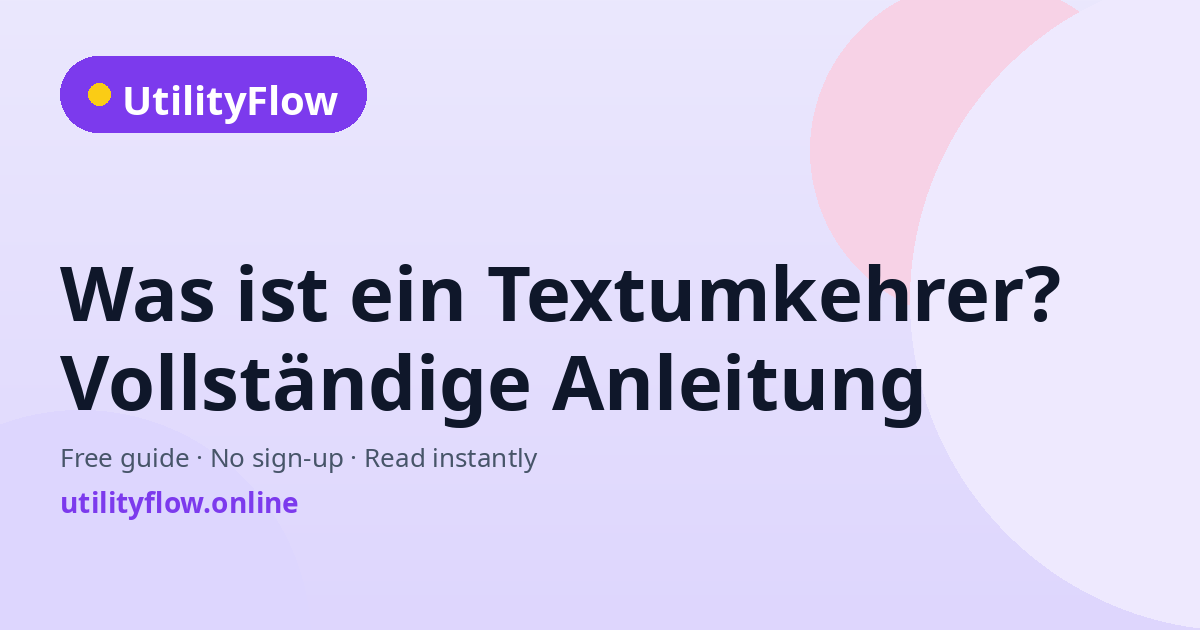 UtilityFlow
Was ist ein Textumkehrer?
Vollständige Anleitung
Free guide · No sign-up · Read instantly
utilityflow.online